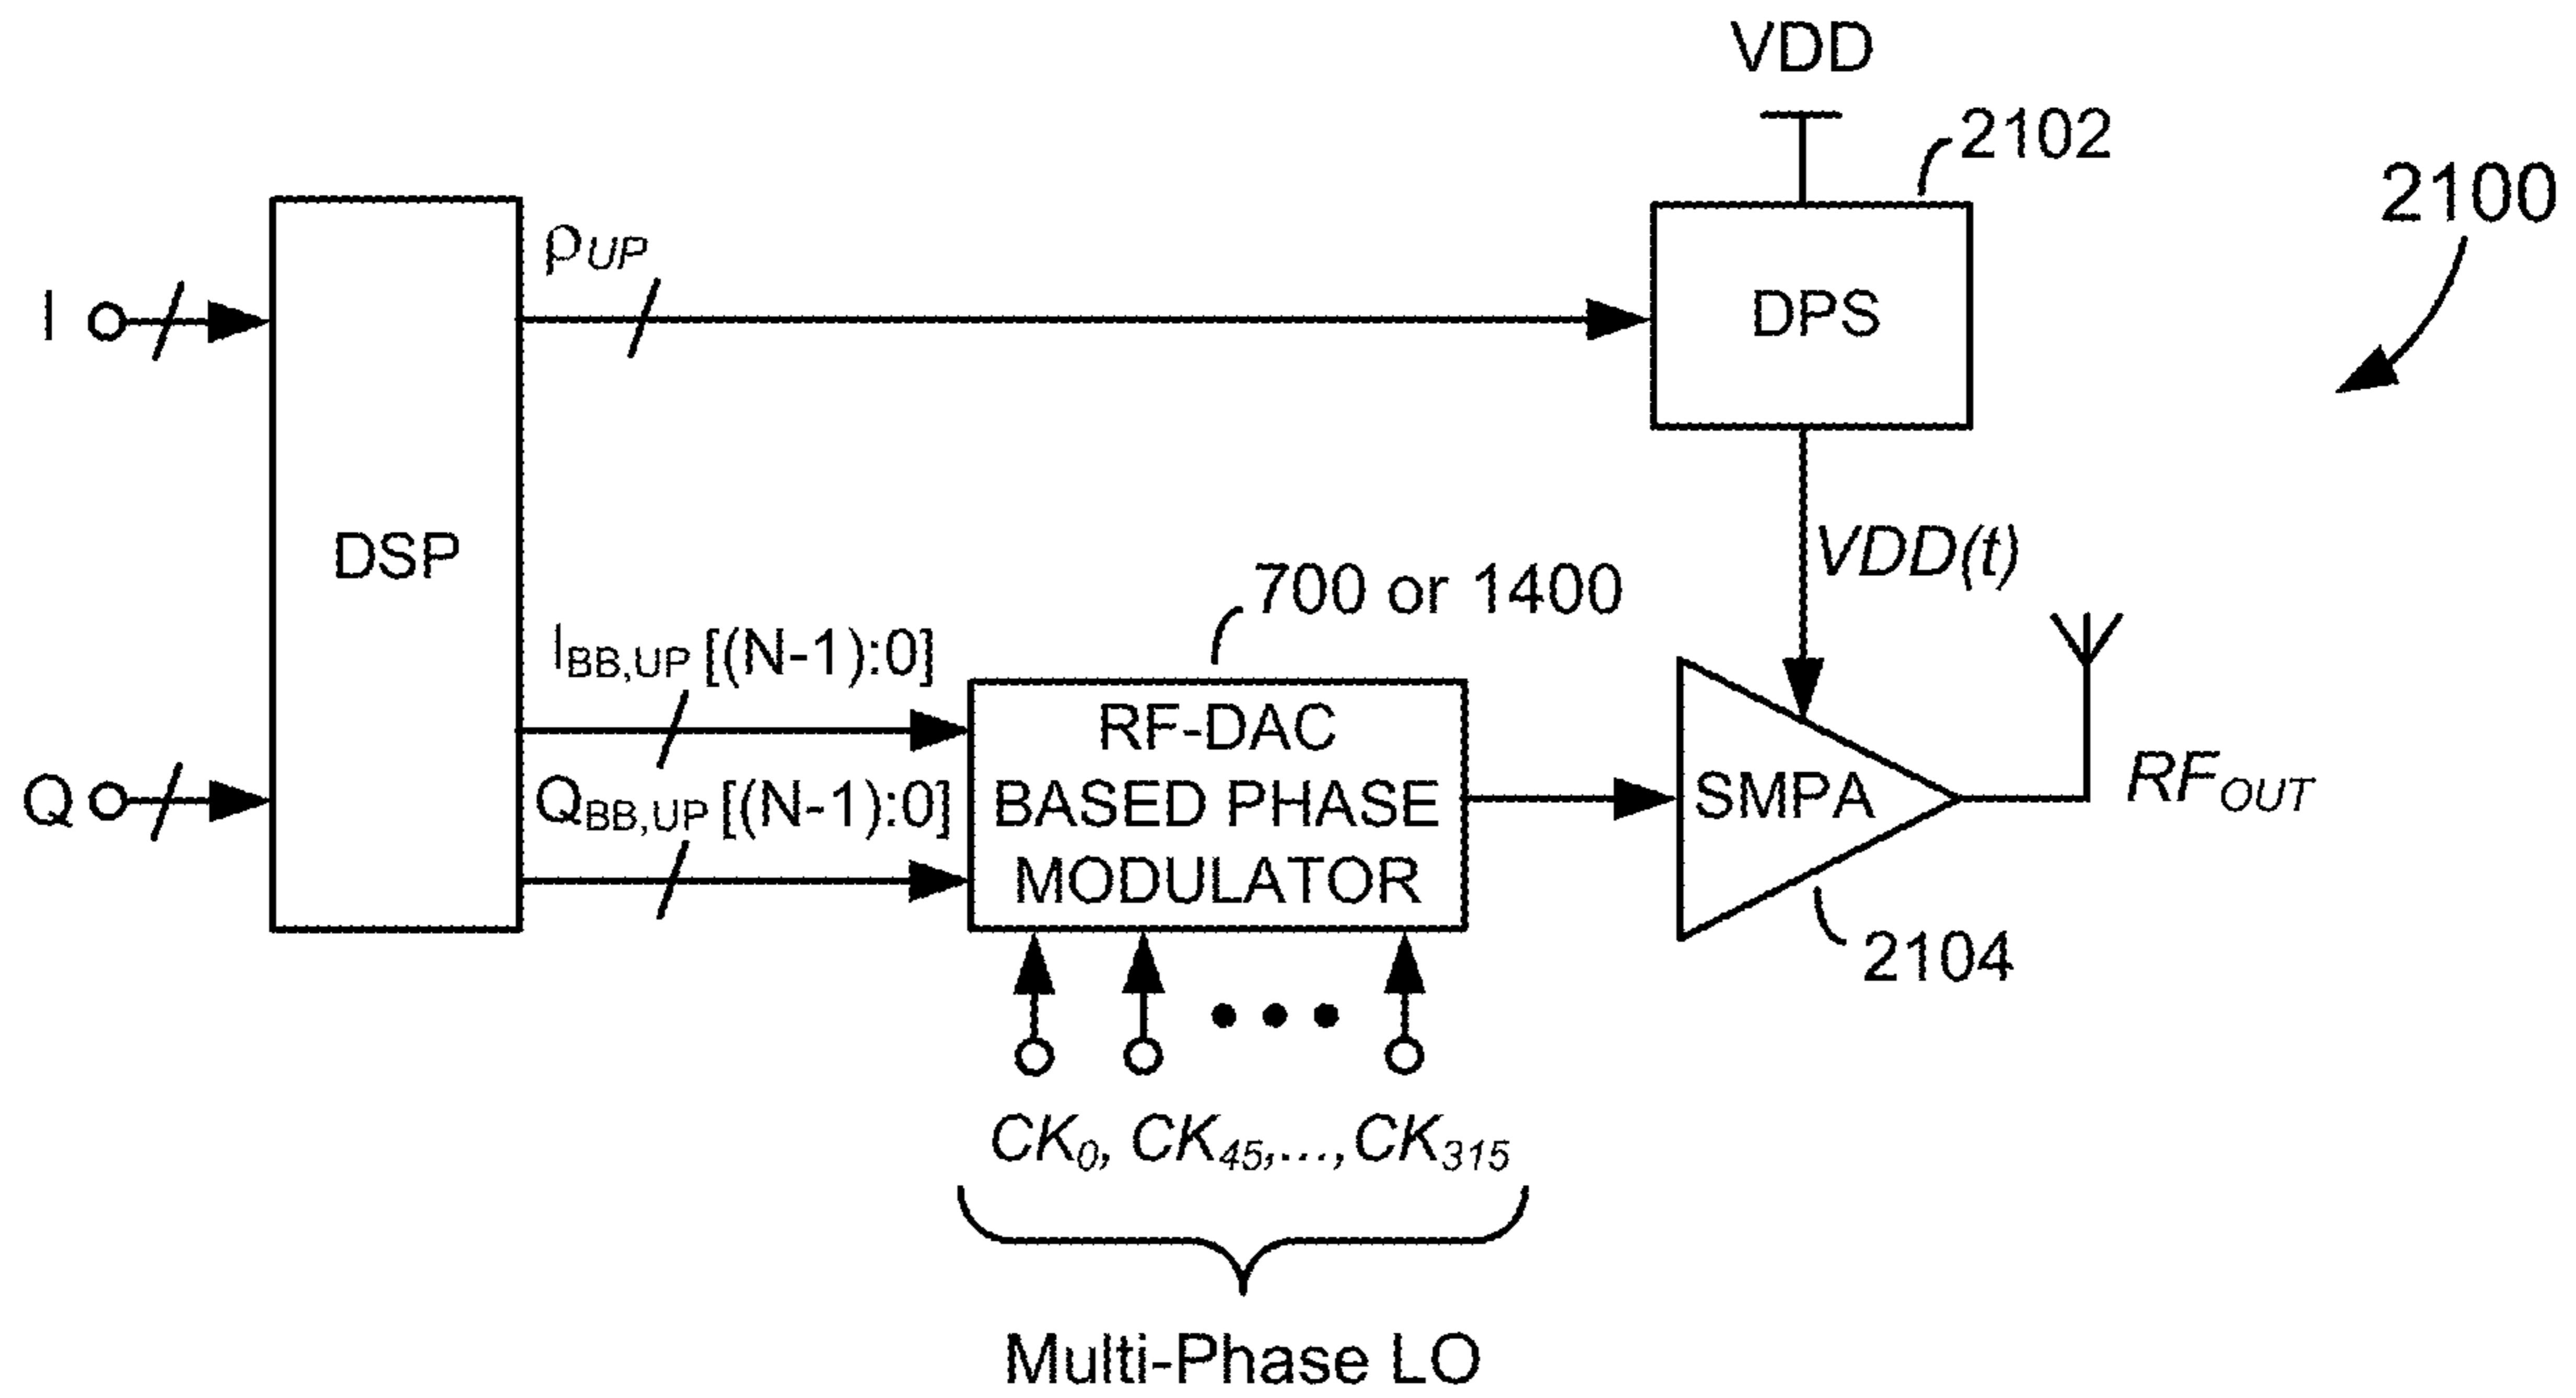 VDD
2102
2100
ρUP
I
DPS
DSP
VDD(t)
700 or 1400
IBB,UP [(N-1):0]
RF-DAC
BASED PHASE
MODULATOR
Q
QBB,UP [(N-1):0]
SMPA
RFOUT
2104
CK0, CK45,...,CK315
Multi-Phase LO